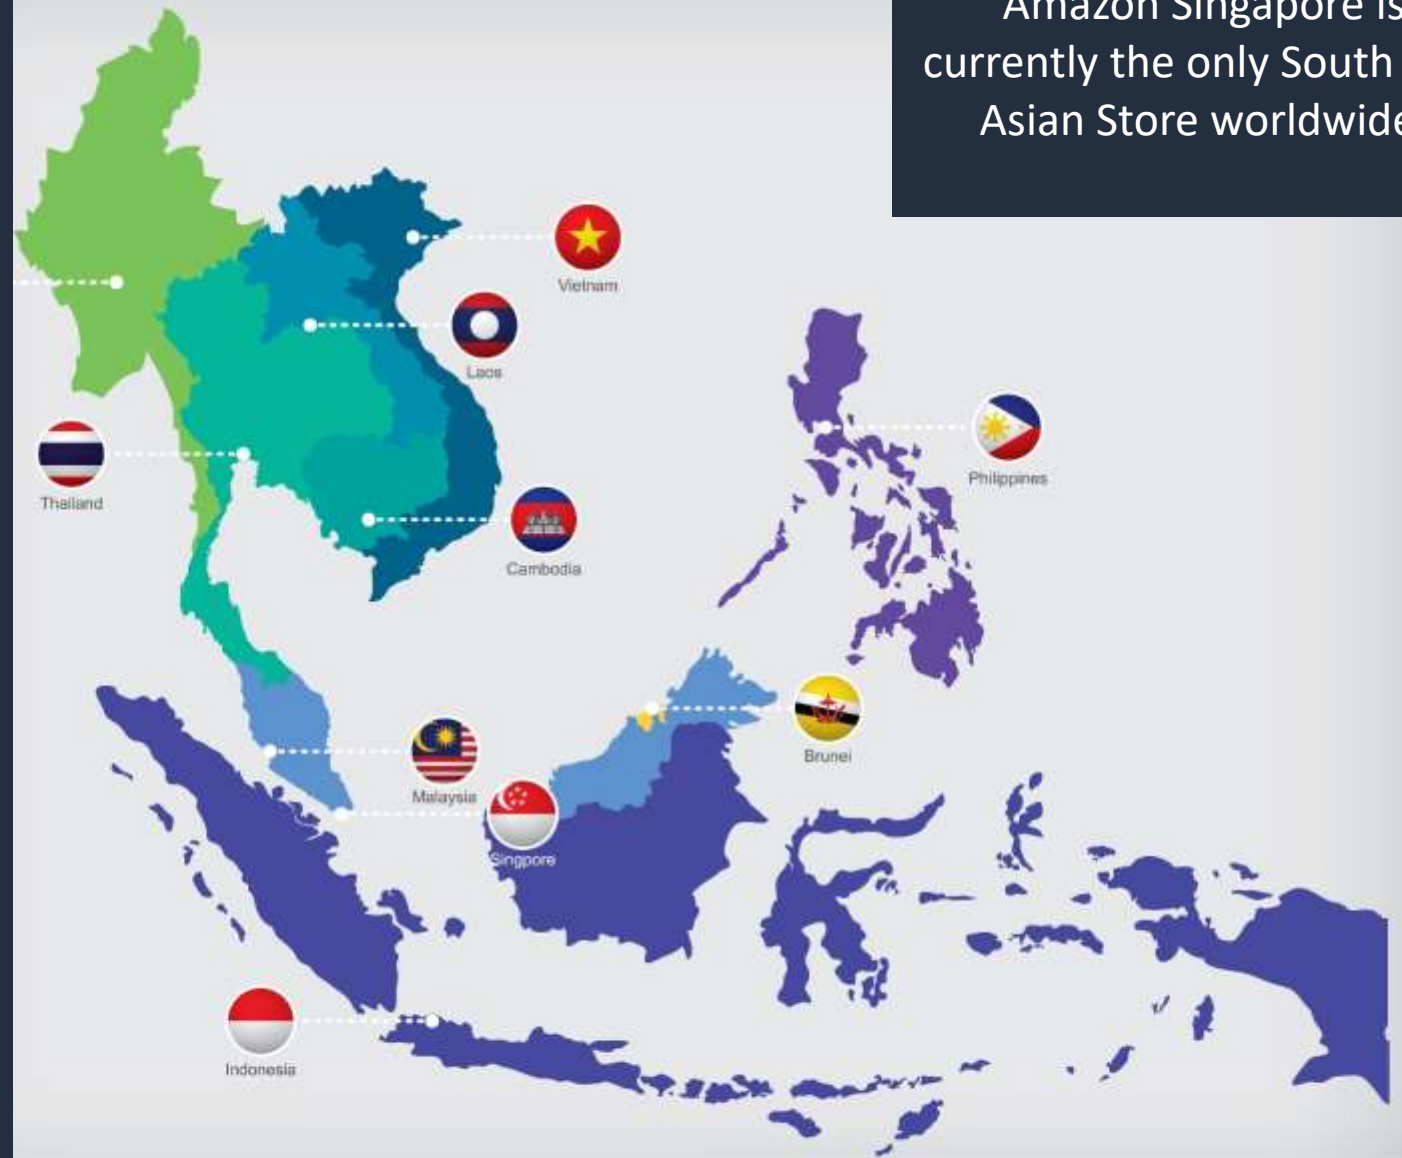 Amazon Singapore is
currently the only South
Asian Store worldwide
Vietnam
Laos
Thailand
Philippines
Cambodia
Brunei
Malaysia
Singpore
Indonesia